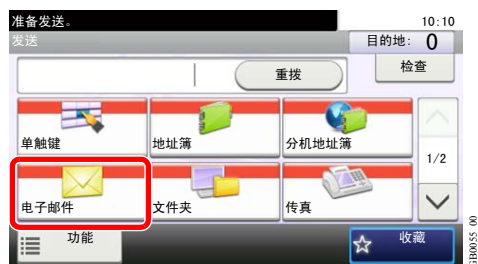 准备发送。 10:10
发送 目的地: 0
重拨 检查
单触键 地址簿 分机地址簿
1/2
电子邮件 文件夹 传真
功能 收藏
GB0055_00